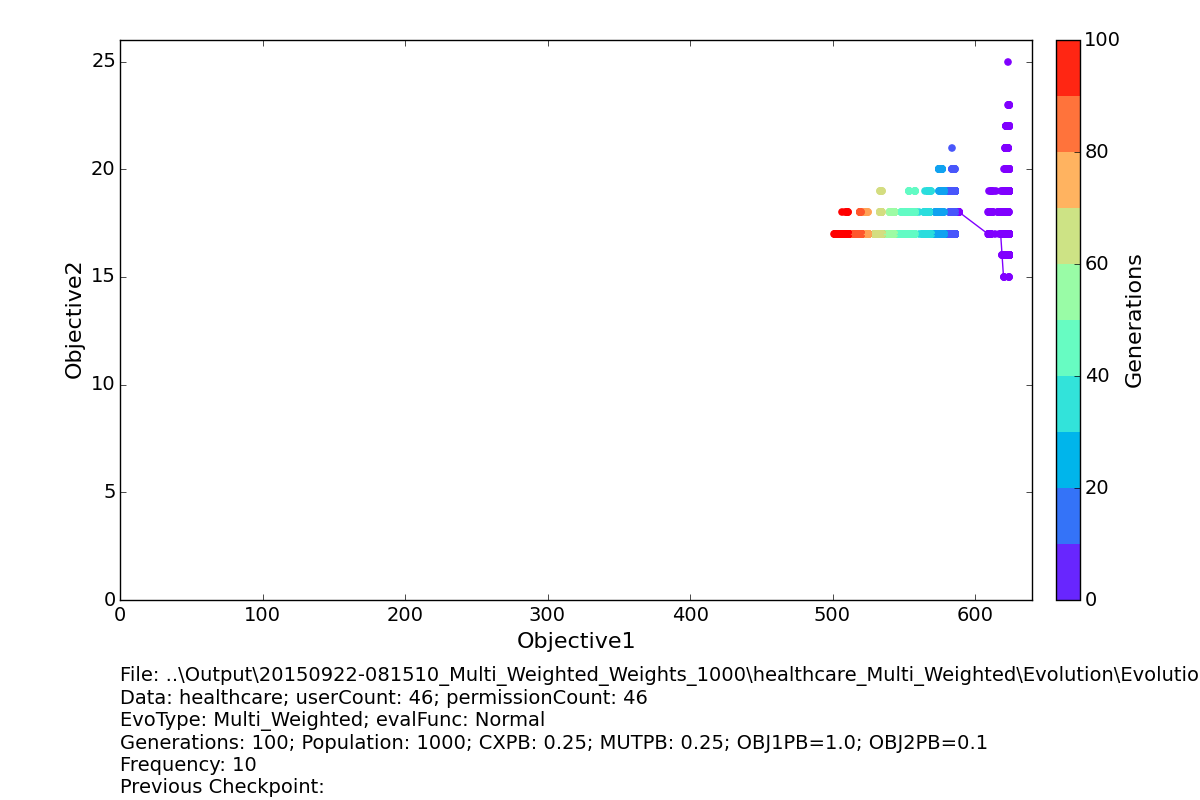 25
20
15
10
5
0
Objective2
0 100 200 300 400 500 600
Objective1
100
80
60
40
20
0
Generations
File: ..\Output\20150922-081510_Multi_Weighted_Weights_1000\healthcare_Multi_Weighted\Evolution\Evolutio
Data: healthcare; userCount: 46; permissionCount: 46
EvoType: Multi_Weighted; evalFunc: Normal
Generations: 100; Population: 1000; CXPB: 0.25; MUTPB: 0.25; OBJ1PB=1.0; OBJ2PB=0.1
Frequency: 10
Previous Checkpoint: